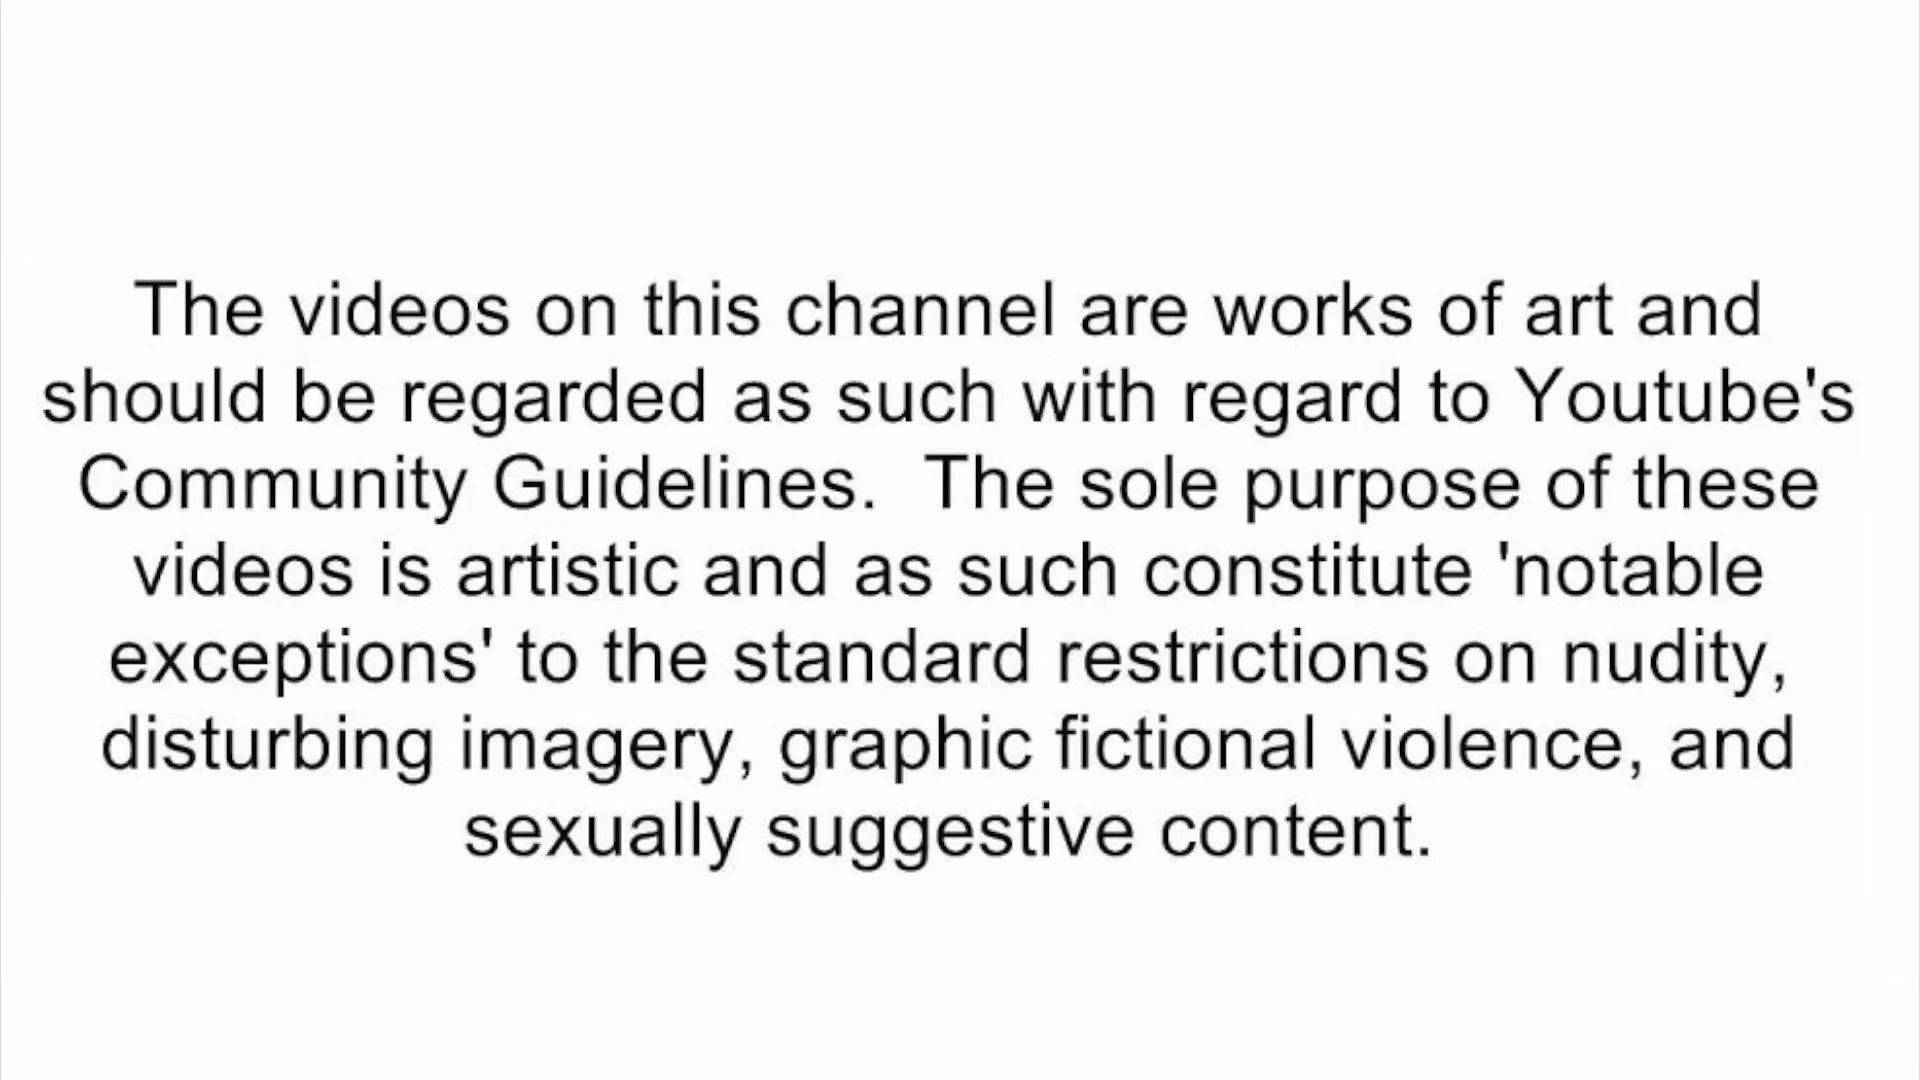 The videos on this channel are works of art and
should be regarded as such with regard to Youtube's
Community Guidelines.  The sole purpose of these
videos is artistic and as such constitute 'notable
exceptions' to the standard restrictions on nudity,
disturbing imagery, graphic fictional violence, and
sexually suggestive content.